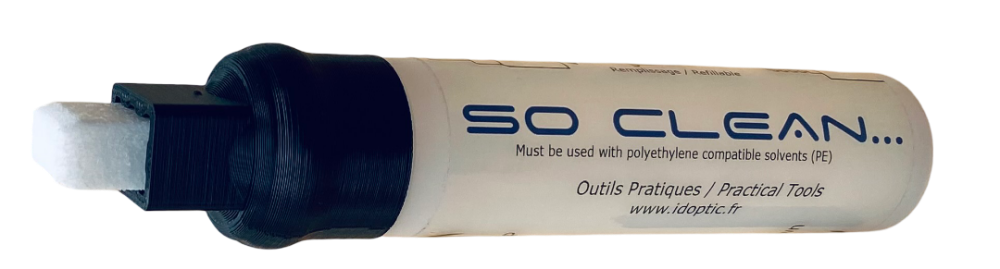 Remplissage / Refillable
SO CLEAN...
Must be used with polyethylene compatible solvents (PE)
Outils Pratiques / Practical Tools
www.idoptic.fr